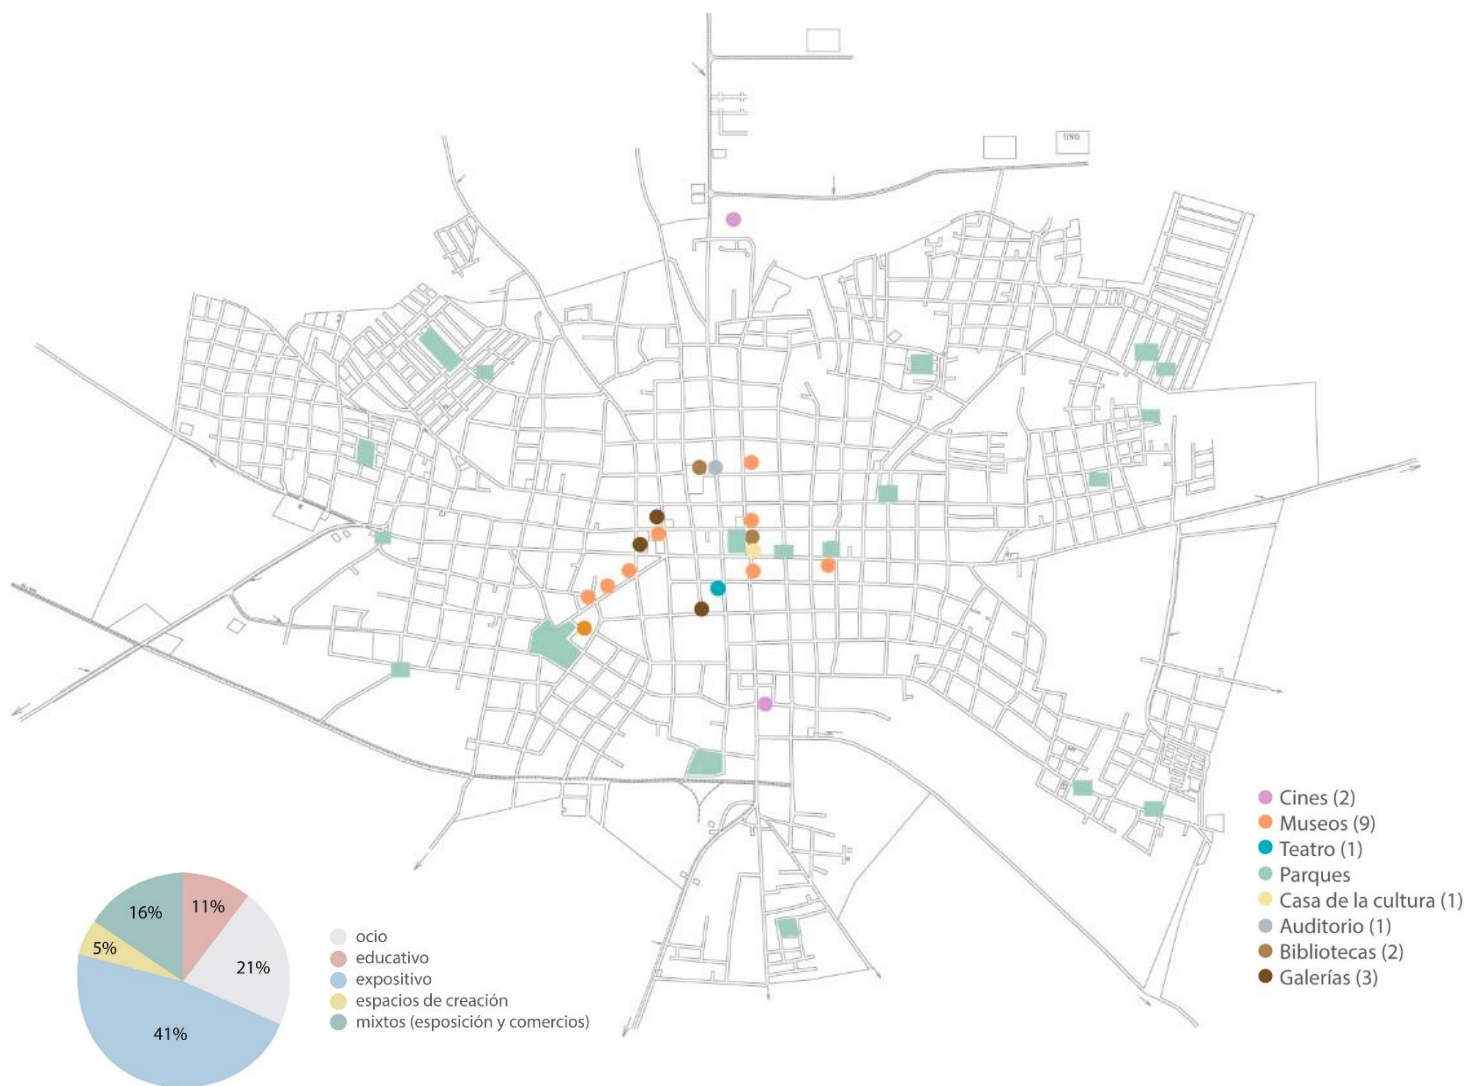 UNO
Cines (2)
Museos (9)
Teatro (1)
Parques
Casa de la cultura (1)
Auditorio (1)
Bibliotecas (2)
Galerías (3)
16%
11%
5%
21%
41%
ocio
educativo
expositivo
espacios de creación
mixtos (esposición y comercios)